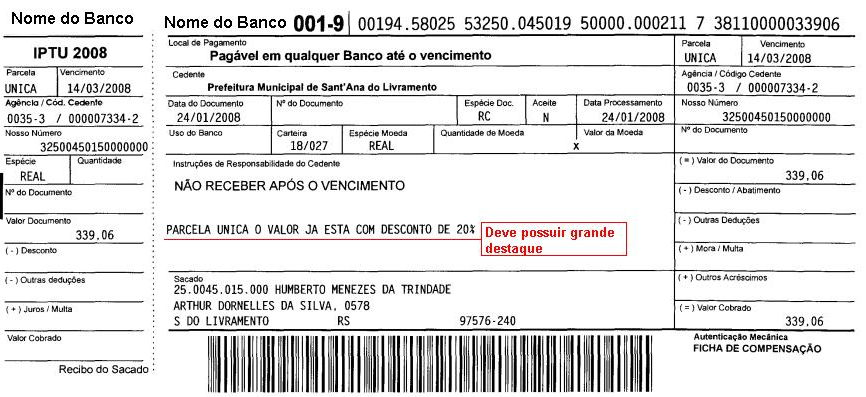 Nome do Banco
IPTU 2008
Parcela Vencimento
UNICA 14/03/2008
Agência / Cód. Cedente
0035-3 / 000007334-2
Nosso Número
32500450150000000
Espécie Quantidade
REAL
Nº do Documento
Valor Documento
339,06
( - ) Desconto
( - ) Outras deduções
( + ) Juros / Multa
Valor Cobrado
Recibo do Sacado
Nome do Banco 001-9 00194.58025 53250.045019 50000.000211 7 38110000033906
Local de Pagamento
Pagável em qualquer Banco até o vencimento
Parcela Vencimento
UNICA 14/03/2008
Cedente
Prefeitura Municipal de Sant'Ana do Livramento
Agência / Código Cedente
0035-3 / 000007334-2
Data do Documento Nº do Documento Espécie Doc. Aceite Data Processamento Nosso Número
24/01/2008 RC N 24/01/2008 32500450150000000
Uso do Banco Carteira Espécie Moeda Quantidade de Moeda Valor da Moeda Nº do Documento
18/027 REAL x
Instruções de Responsabilidade do Cedente
NÃO RECEBER APÓS O VENCIMENTO
PARCELA UNICA O VALOR JA ESTA COM DESCONTO DE 20%
Deve possuir grande
destaque
( = ) Valor do Documento
339,06
( - ) Desconto / Abatimento
( - ) Outras Deduções
( + ) Mora / Multa
( + ) Outros Acréscimos
( = ) Valor Cobrado
339,06
Sacado
25.0045.015.000 HUMBERTO MENEZES DA TRINDADE
ARTHUR DORNELLES DA SILVA, 0578
S DO LIVRAMENTO RS 97576-240
Autenticação Mecânica
FICHA DE COMPENSAÇÃO